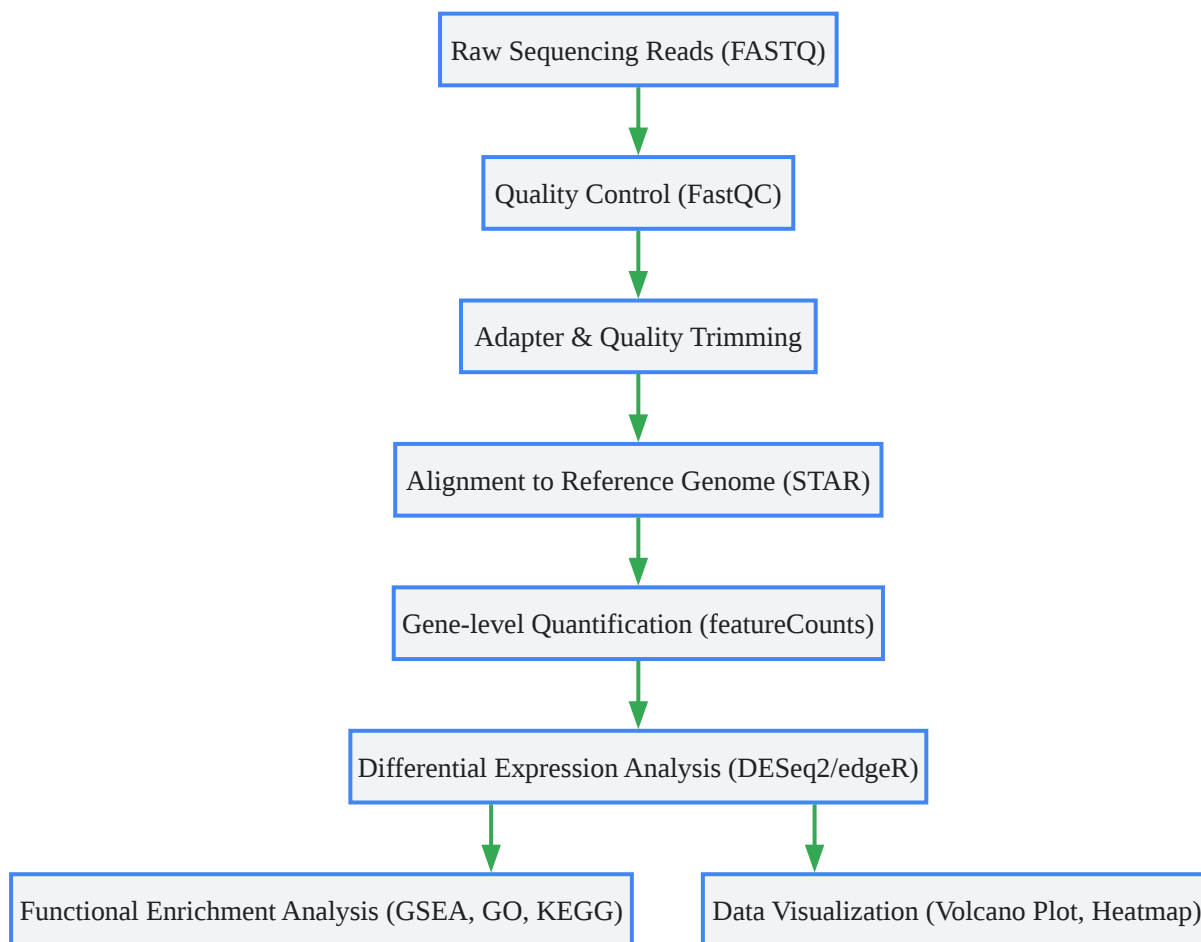 Raw Sequencing Reads (FASTQ)
Quality Control (FastQC)
Adapter & Quality Trimming
Alignment to Reference Genome (STAR)
Gene-level Quantification (featureCounts)
Differential Expression Analysis (DESeq2/edgeR)
Functional Enrichment Analysis (GSEA, GO, KEGG)
Data Visualization (Volcano Plot, Heatmap)